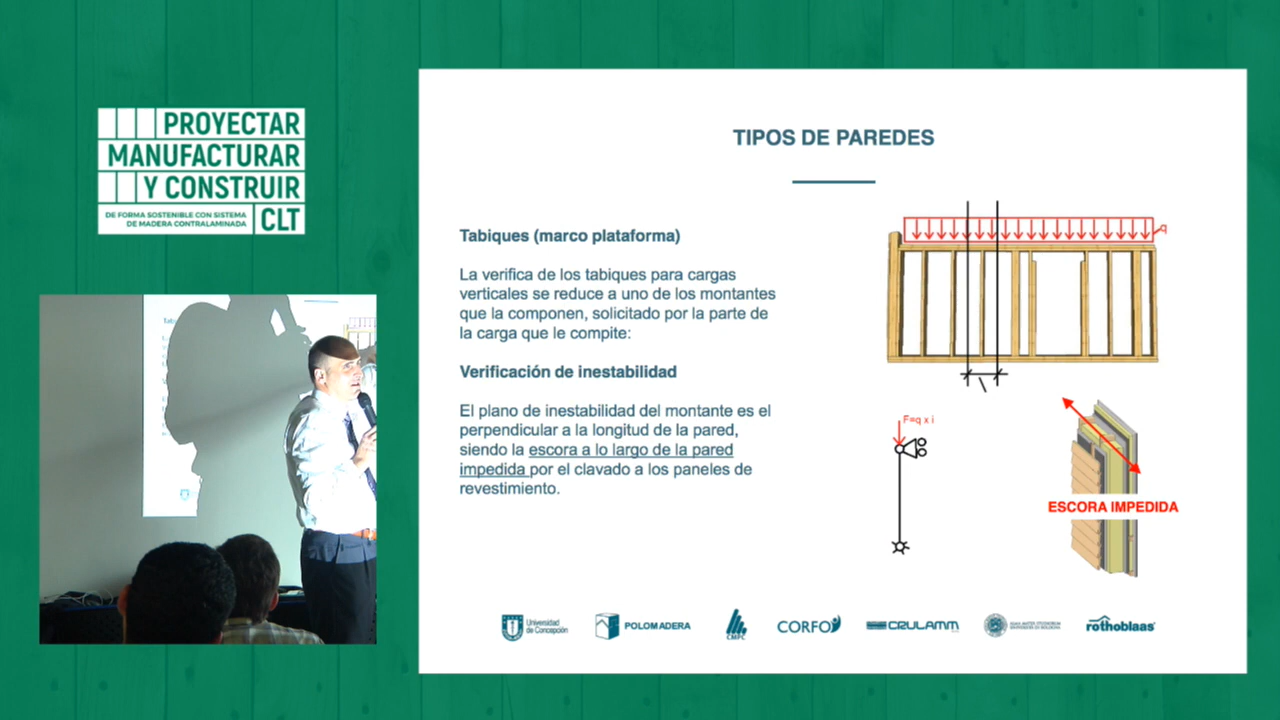 PROYECTAR
MANUFACTURAR
Y CONSTRUIR
DE FORMA SOSTENIBLE CON SISTEMA
DE MADERA CONTRALAMINADA
CLT
TIPOS DE PAREDES
Tabiques (marco plataforma)
La verifica de los tabiques para cargas
verticales se reduce a uno de los montantes
que la componen, solicitado por la parte de
la carga que le compite:
Verificación de inestabilidad
El plano de inestabilidad del montante es el
perpendicular a la longitud de la pared,
siendo la escora a lo largo de la pared
impedida por el clavado a los paneles de
revestimiento.
q
F=q x i
ESCORA IMPEDIDA
Universidad
de Concepción
POLOMADERA
CMPC
CORFO
CRULAMM
rothoblaas